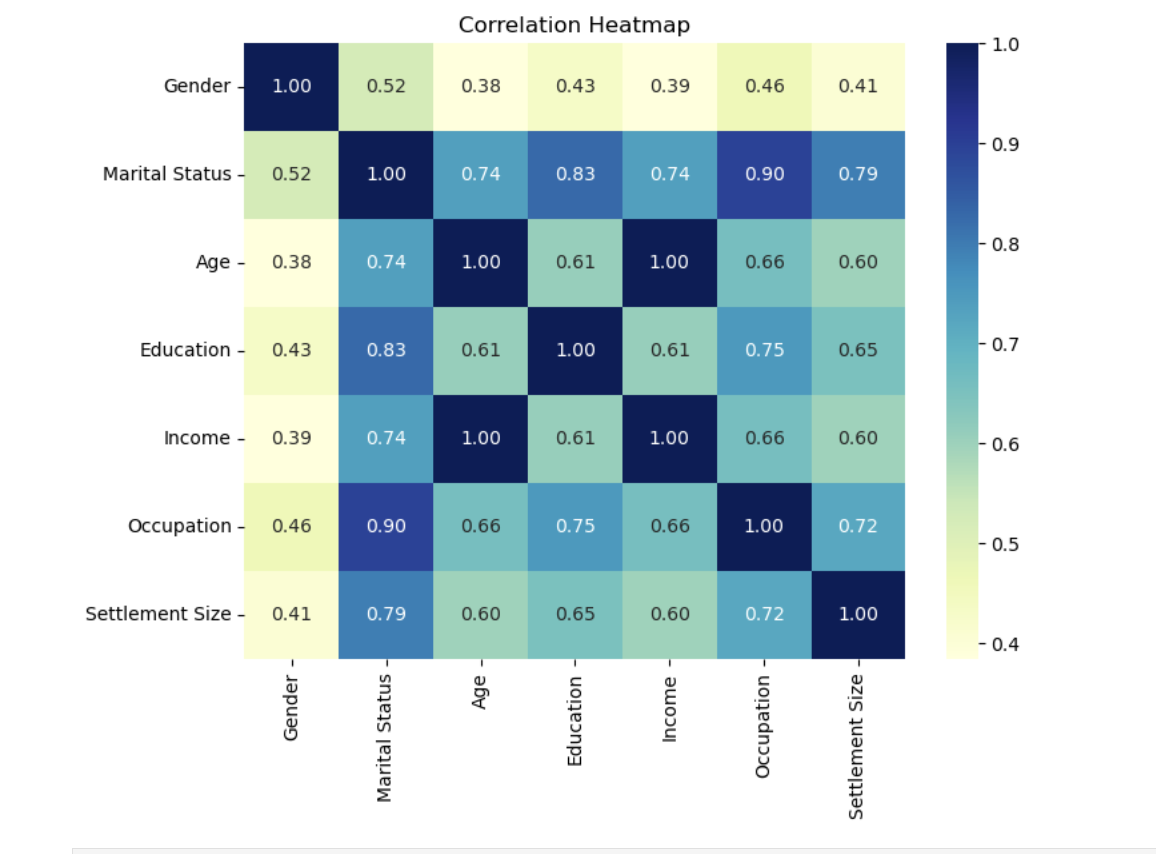 Correlation Heatmap
Gender 1.00 0.52 0.38 0.43 0.39 0.46 0.41
Marital Status 0.52 1.00 0.74 0.83 0.74 0.90 0.79
Age 0.38 0.74 1.00 0.61 1.00 0.66 0.60
Education 0.43 0.83 0.61 1.00 0.61 0.75 0.65
Income 0.39 0.74 1.00 0.61 1.00 0.66 0.60
Occupation 0.46 0.90 0.66 0.75 0.66 1.00 0.72
Settlement Size 0.41 0.79 0.60 0.65 0.60 0.72 1.00
Gender
Marital Status
Age
Education
Income
Occupation
Settlement Size
1.0
0.9
0.8
0.7
0.6
0.5
0.4